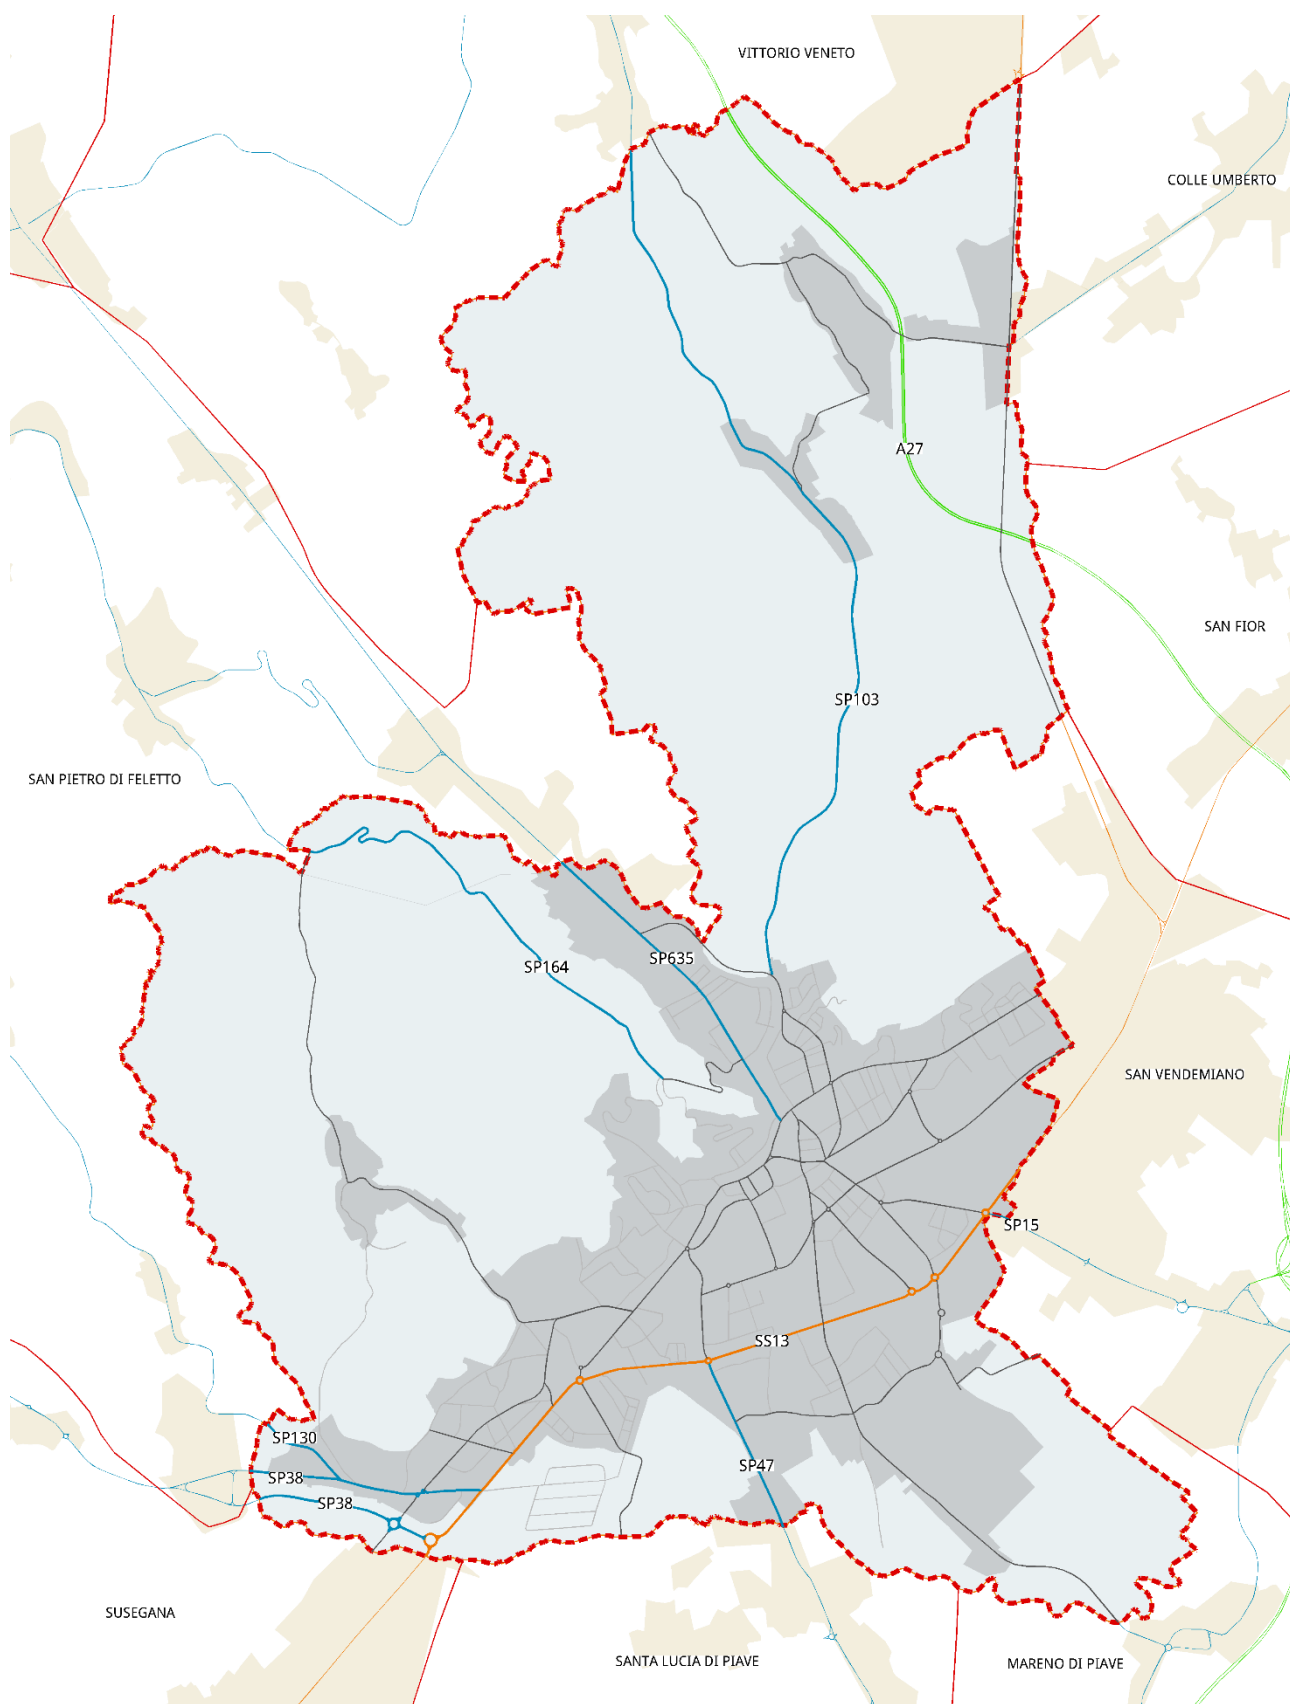 VITTORIO VENETO
COLLE UMBERTO
A27
SAN FIOR
SP103
SAN PIETRO DI FELETTO
SP635
SP164
SAN VENDEMIANO
SP15
SS13
SP130
SP47
SP38
SP38
SUSEGANA
SANTA LUCIA DI PIAVE
MARENO DI PIAVE